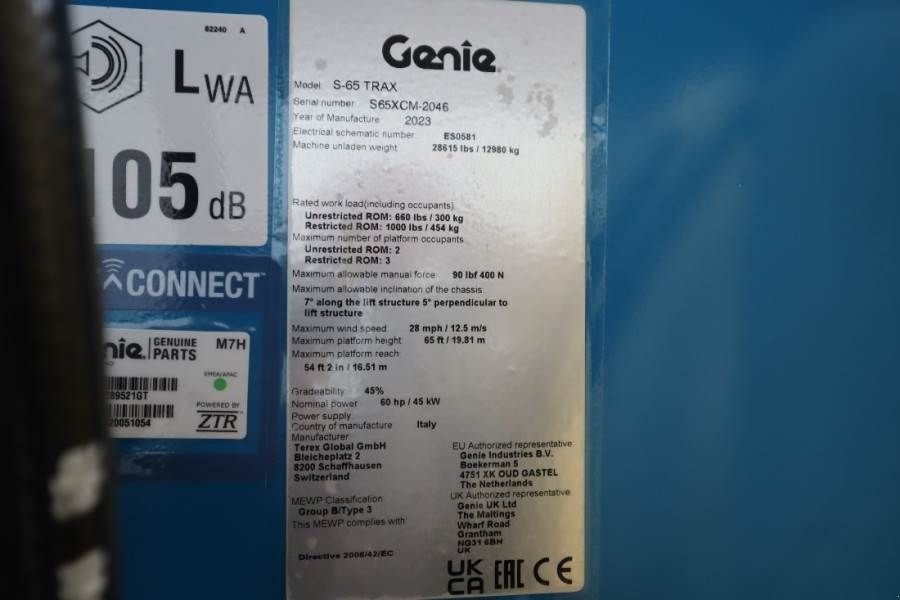 82240 A
LWA
105 dB
CONNECT
nie. GENUINE PARTS M7H
EMEA/APAC
89521GT
POWERED BY
ZTR
20051054
Genie
Model S-65 TRAX
Serial number S65XCM-2046
Year of Manufacture 2023
Electrical schematic number: ES0581
Machine unladen weight 28615 lbs / 12980 kg
Rated work load(including occupants)
Unrestricted ROM: 660 lbs / 300 kg
Restricted ROM: 1000 lbs / 454 kg
Maximum number of platform occupants
Unrestricted ROM: 2
Restricted ROM: 3
Maximum allowable manual force 90 lbf 400 N
Maximum allowable inclination of the chassis:
7° along the lift structure 5° perpendicular to
lift structure
Maximum wind speed 28 mph / 12.5 m/s
Maximum platform height 65 ft / 19.81 m
Maximum platform reach
54 ft 2 in / 16.51 m
Gradeability 45%
Nominal power 60 hp / 45 kW
Power supply
Country of manufacture Italy
Manufacturer
Terex Global GmbH
Bleicheplatz 2
8200 Schaffhausen
Switzerland
EU Authorized representative
Genie Industries B.V.
Boekerman 5
4751 XK OUD GASTEL
The Netherlands
MEWP Classification
Group B/Type 3
This MEWP complies with
UK Authorized representative
Genie UK Ltd
The Maltings
Wharf Road
Grantham
NG31 6BH
UK
Directive 2006/42/EC
UK CA EAC CE